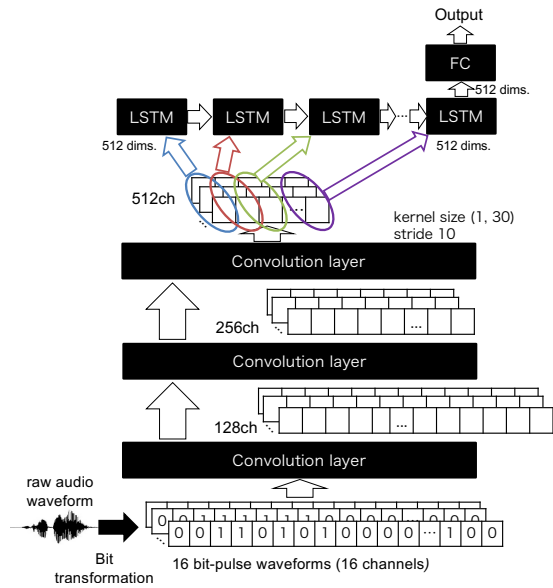 Output
FC
512 dims.
LSTM LSTM LSTM ... LSTM
512 dims. 512 dims.
512ch
...
kernel size (1, 30)
stride 10
Convolution layer
256ch
...
Convolution layer
128ch
...
Convolution layer
raw audio
waveform
0 0 1 1 0 1 0 1 0 0 0 0 ... 1 0 0
Bit
transformation
16 bit-pulse waveforms (16 channels)